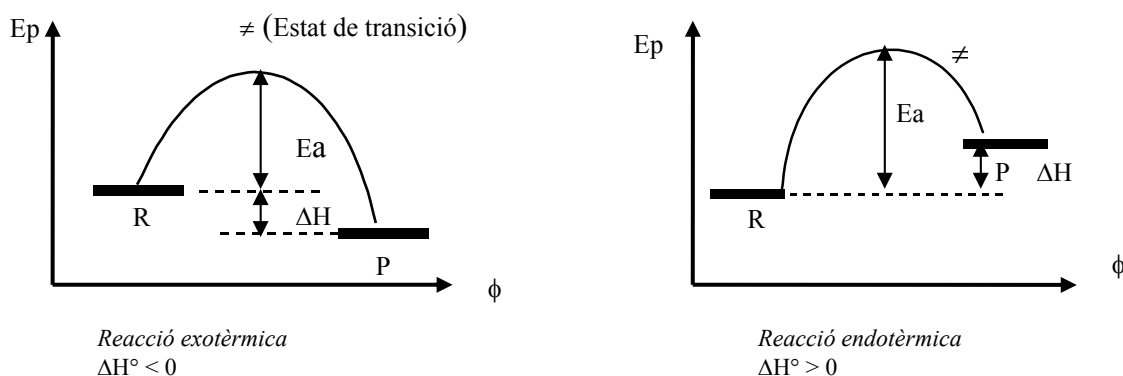 Ep
≠ (Estat de transició)
Ea
R
ΔH
P
ϕ
Reacció exotèrmica
ΔH° < 0
Ep
≠
Ea
P
ΔH
R
ϕ
Reacció endotèrmica
ΔH° > 0